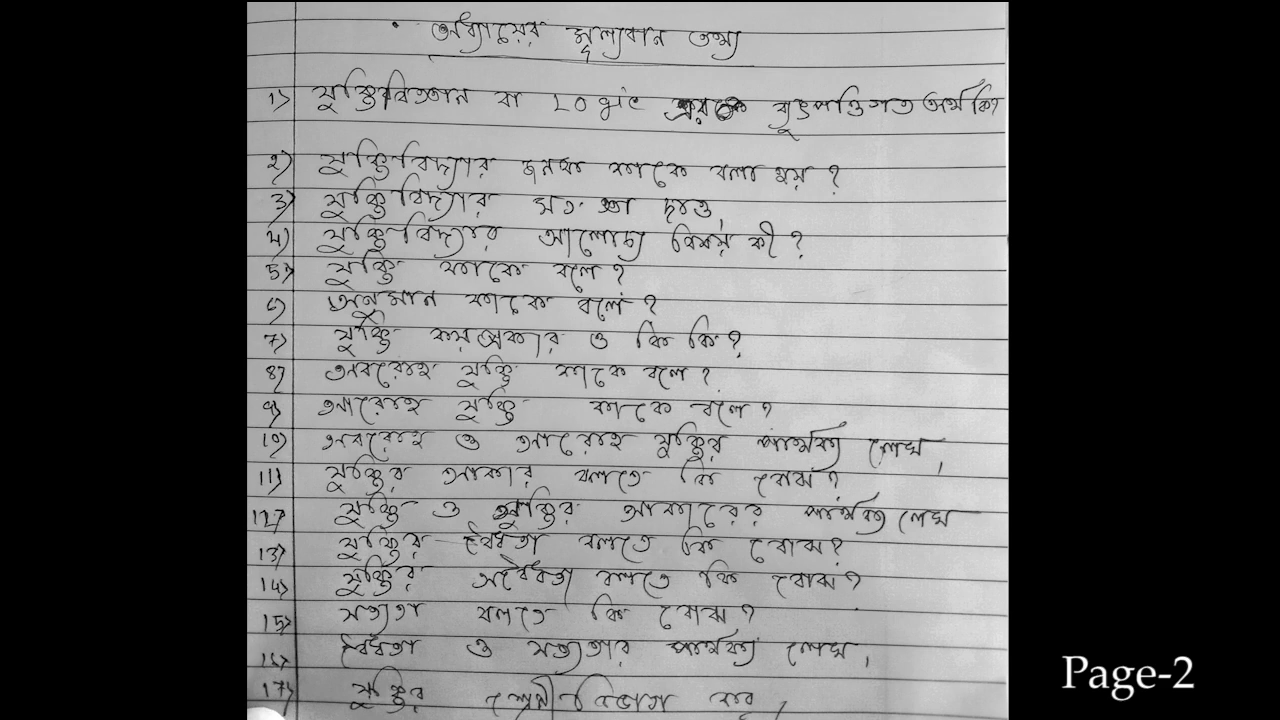 • অধ্যায়ের মূল্যবান তথ্য
1) যুক্তিবিজ্ঞান বা Logic এর ব্যুৎপত্তিগত অর্থ কি?
2) যুক্তিবিদ্যার জনক কাকে বলা হয়?
3) যুক্তিবিদ্যার সংজ্ঞা দাও,
4) যুক্তিবিদ্যার আলোচ্য বিষয় কী?
5) যুক্তি কাকে বলে?
6) অনুমান কাকে বলে?
7) যুক্তি কয়প্রকার ও কি কি?
8) অবরোহ যুক্তি কাকে বলে?
9) আরোহ যুক্তি কাকে বলে?
10) অবরোহ ও আরোহ যুক্তির পার্থক্য লেখ,
11) যুক্তির আকার বলতে কি বোঝ?
12) যুক্তি ও যুক্তির আকারের পার্থক্য লেখ
13) যুক্তির বৈধতা বলতে কি বোঝ?
14) যুক্তির অবৈধতা বলতে কি বোঝ?
15) সত্যতা বলতে কি বোঝ?
16) বৈধতা ও সত্যতার পার্থক্য লেখ,
17) যুক্তির শ্রেণীবিভাগ কর,
Page-2